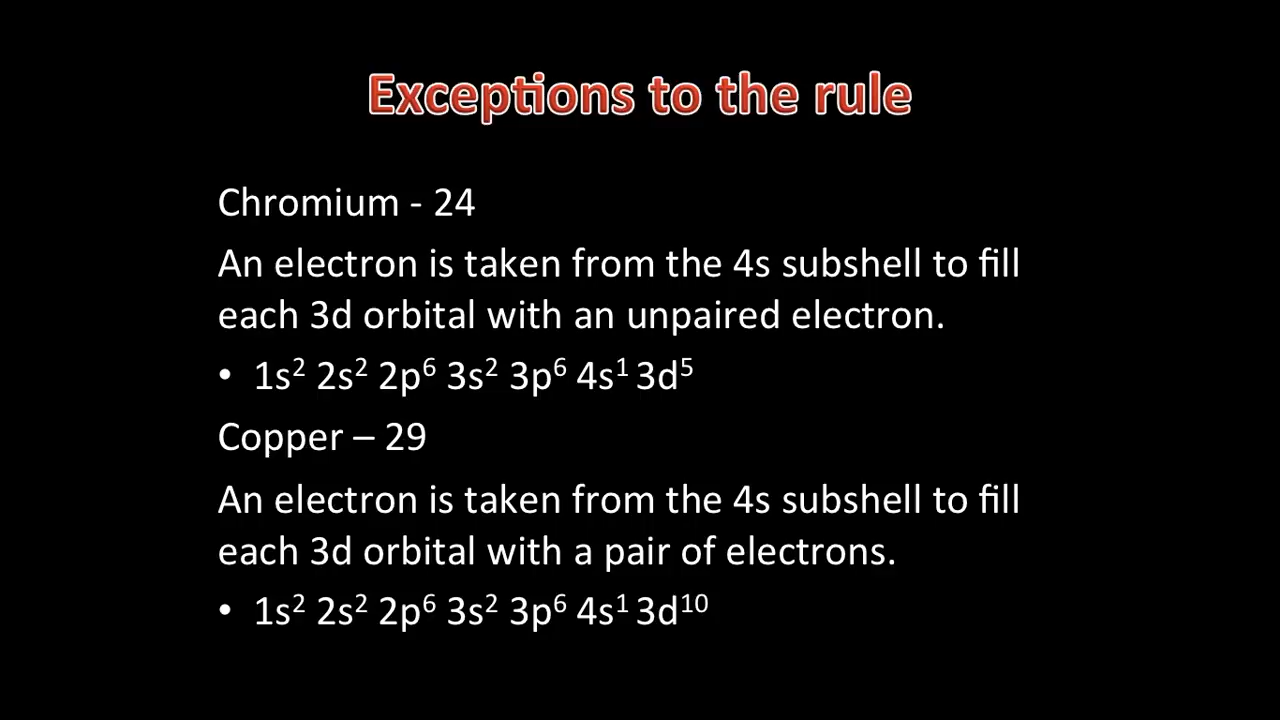 Exceptions to the rule
Chromium - 24
An electron is taken from the 4s subshell to fill
each 3d orbital with an unpaired electron.
• 1s² 2s² 2p⁶ 3s² 3p⁶ 4s¹ 3d⁵
Copper – 29
An electron is taken from the 4s subshell to fill
each 3d orbital with a pair of electrons.
• 1s² 2s² 2p⁶ 3s² 3p⁶ 4s¹ 3d¹⁰